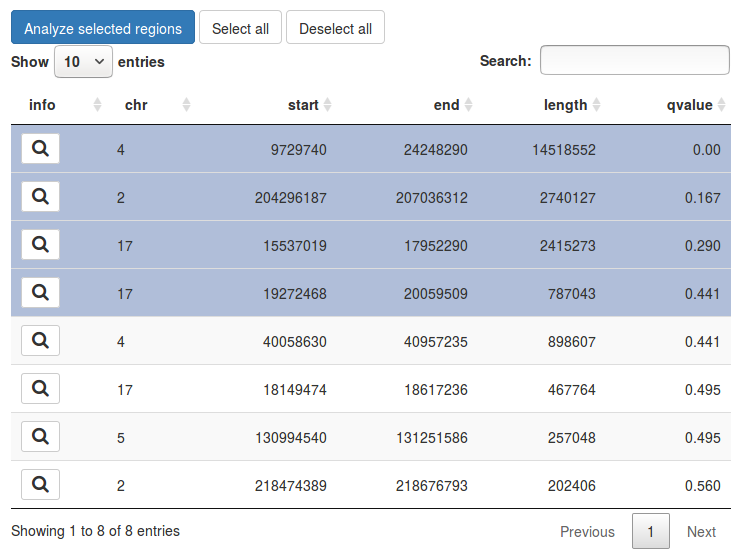 Analyze selected regions Select all Deselect all
Show 10 entries Search:
info chr start end length qvalue
4 9729740 24248290 14518552 0.00
2 204296187 207036312 2740127 0.167
17 15537019 17952290 2415273 0.290
17 19272468 20059509 787043 0.441
4 40058630 40957235 898607 0.441
17 18149474 18617236 467764 0.495
5 130994540 131251586 257048 0.495
2 218474389 218676793 202406 0.560
Showing 1 to 8 of 8 entries Previous 1 Next